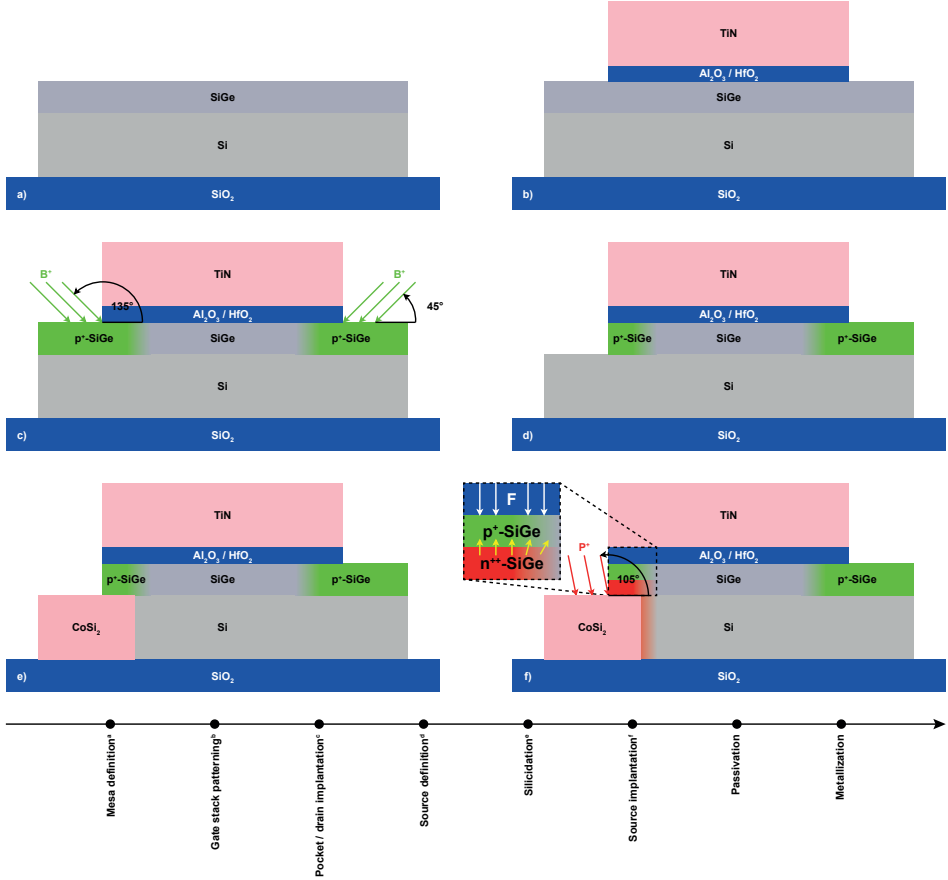 TiN
Al₂O₃ / HfO₂
SiGe
SiGe
Si
Si
a) SiO₂
b) SiO₂
TiN
B⁺
B⁺
135°
45°
Al₂O₃ / HfO₂
p⁺-SiGe
SiGe
p⁺-SiGe
Si
c) SiO₂
TiN
Al₂O₃ / HfO₂
p⁺-SiGe
SiGe
p⁺-SiGe
Si
d) SiO₂
TiN
Al₂O₃ / HfO₂
p⁺-SiGe
SiGe
p⁺-SiGe
CoSi₂
Si
e) SiO₂
F
p⁺-SiGe
n⁺⁺-SiGe
TiN
P⁺
Al₂O₃ / HfO₂
105°
SiGe
p⁺-SiGe
CoSi₂
Si
f) SiO₂
Mesa definitionᵃ
Gate stack patterningᵇ
Pocket / drain implantationᶜ
Source definitionᵈ
Silicidationᵉ
Source implantationᶠ
Passivation
Metallization